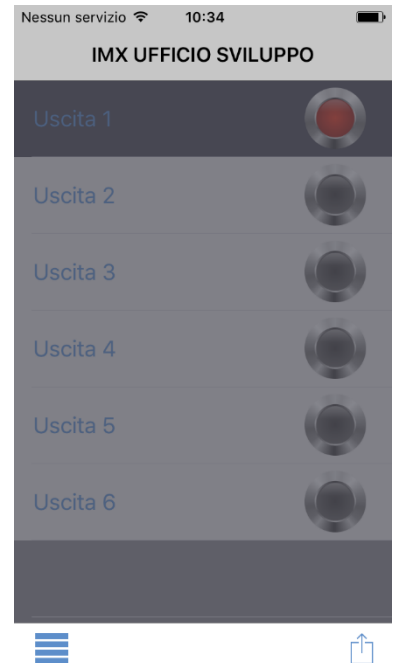 Nessun servizio 10:34
IMX UFFICIO SVILUPPO
Uscita 1
Uscita 2
Uscita 3
Uscita 4
Uscita 5
Uscita 6